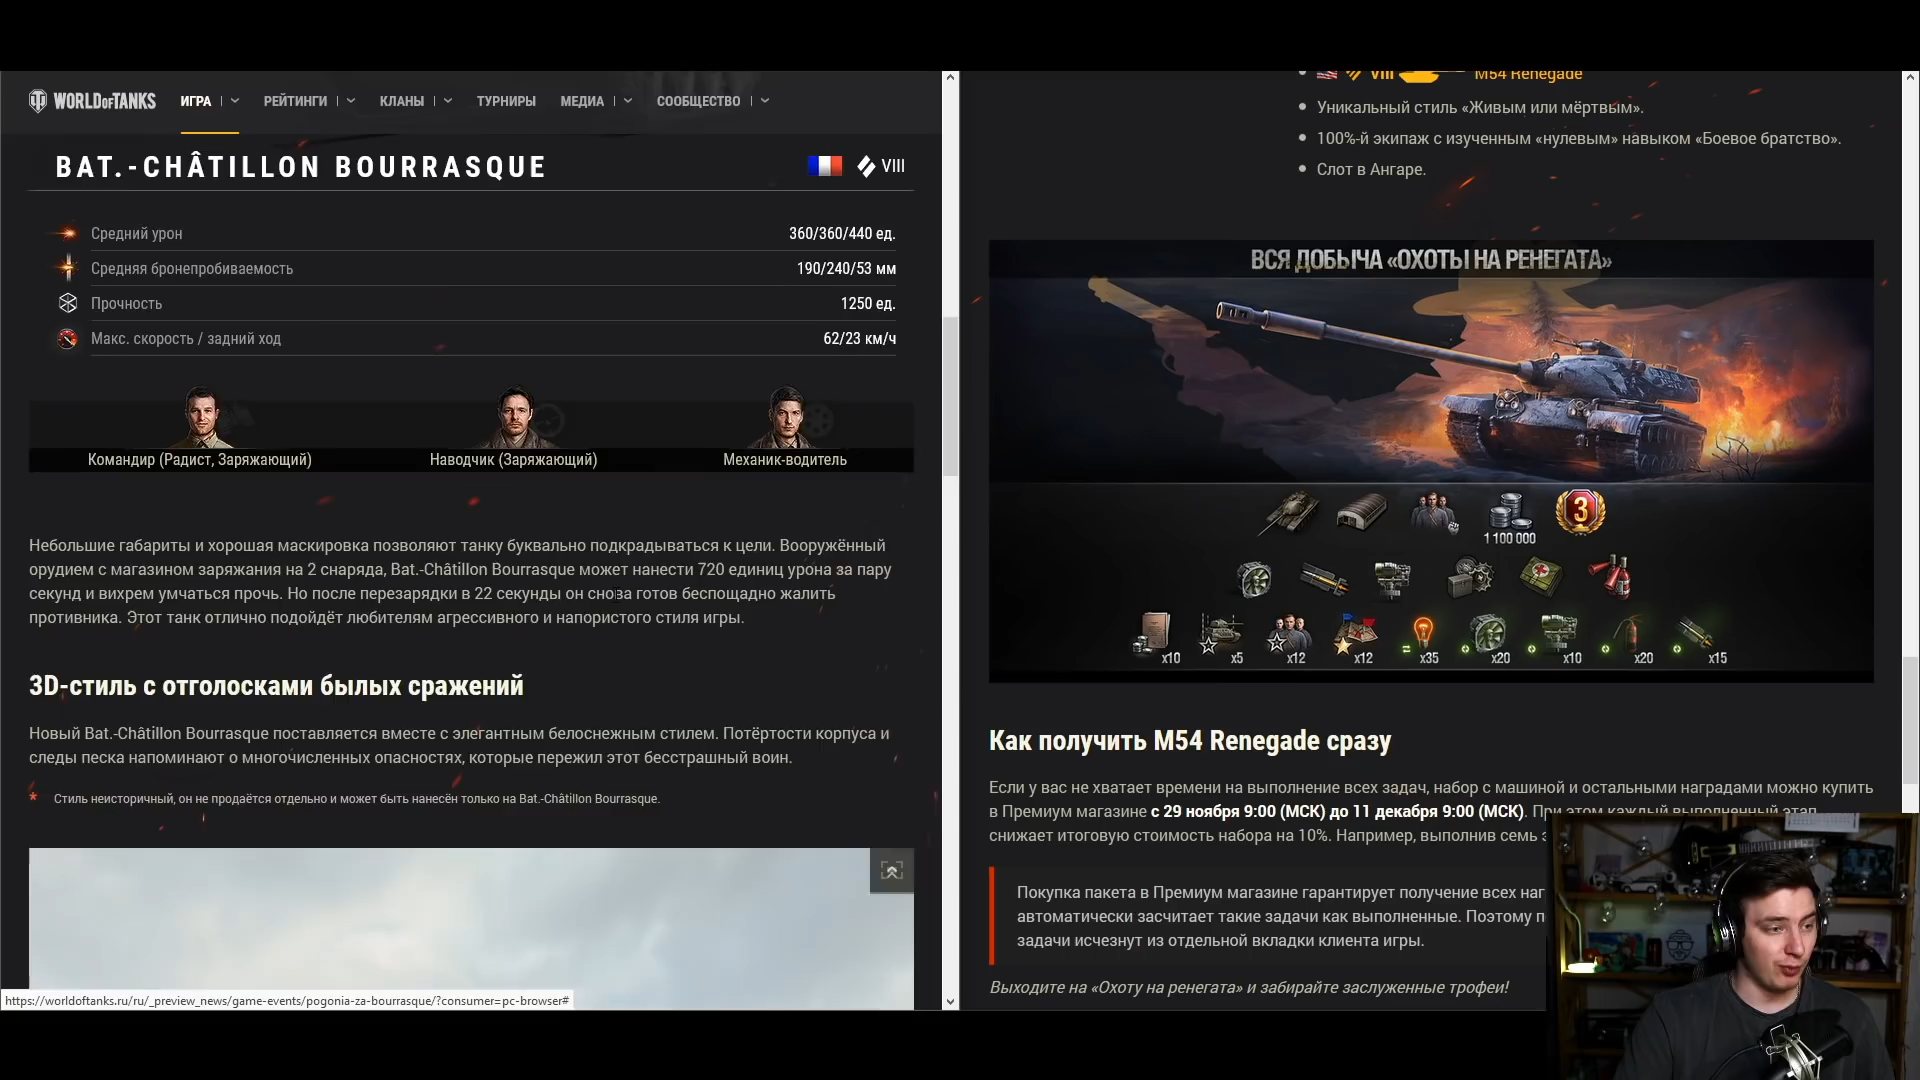 WORLD OF TANKS
ИГРА
РЕЙТИНГИ
КЛАНЫ
ТУРНИРЫ
МЕДИА
СООБЩЕСТВО
BAT.-CHÂTILLON BOURRASQUE
VIII
Средний урон
360/360/440 ед.
Средняя бронепробиваемость
190/240/53 мм
Прочность
1250 ед.
Макс. скорость / задний ход
62/23 км/ч
Командир (Радист, Заряжающий)
Наводчик (Заряжающий)
Механик-водитель
Небольшие габариты и хорошая маскировка позволяют танку буквально подкрадываться к цели. Вооружённый
орудием с магазином заряжания на 2 снаряда, Bat.-Châtillon Bourrasque может нанести 720 единиц урона за пару
секунд и вихрем умчаться прочь. Но после перезарядки в 22 секунды он снова готов беспощадно жалить
противника. Этот танк отлично подойдёт любителям агрессивного и напористого стиля игры.
3D-стиль с отголосками былых сражений
Новый Bat.-Châtillon Bourrasque поставляется вместе с элегантным белоснежным стилем. Потёртости корпуса и
следы песка напоминают о многочисленных опасностях, которые пережил этот бесстрашный воин.
* Стиль неисторичный, он не продаётся отдельно и может быть нанесён только на Bat.-Châtillon Bourrasque.
https://worldoftanks.ru/ru/_preview_news/game-events/pogonia-za-bourrasque/?consumer=pc-browser#
VIII M54 Renegade
Уникальный стиль «Живым или мёртвым».
100%-й экипаж с изученным «нулевым» навыком «Боевое братство».
Слот в Ангаре.
ВСЯ ДОБЫЧА «ОХОТЫ НА РЕНЕГАТА»
3
1 100 000
x10
x5
x12
x12
x35
x20
x10
x20
x15
Как получить M54 Renegade сразу
Если у вас не хватает времени на выполнение всех задач, набор с машиной и остальными наградами можно купить
в Премиум магазине с 29 ноября 9:00 (МСК) до 11 декабря 9:00 (МСК). При этом каждый выполненный этап
снижает итоговую стоимость набора на 10%. Например, выполнив семь
Покупка пакета в Премиум магазине гарантирует получение всех наг
автоматически засчитает такие задачи как выполненные. Поэтому п
задачи исчезнут из отдельной вкладки клиента игры.
Выходите на «Охоту на ренегата» и забирайте заслуженные трофеи!